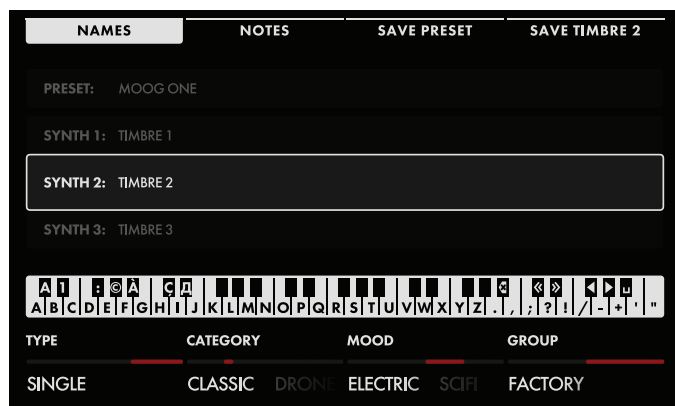 NAMES NOTES SAVE PRESET SAVE TIMBRE 2
PRESET: MOOG ONE
SYNTH 1: TIMBRE 1
SYNTH 2: TIMBRE 2
SYNTH 3: TIMBRE 3
A 1 : © À Ç Д « » ◀ ▶ ␣
A B C D E F G H I J K L M N O P Q R S T U V W X Y Z . , ; ? ! / - + ' "
TYPE CATEGORY MOOD GROUP
SINGLE CLASSIC DRONE ELECTRIC SCIFI FACTORY